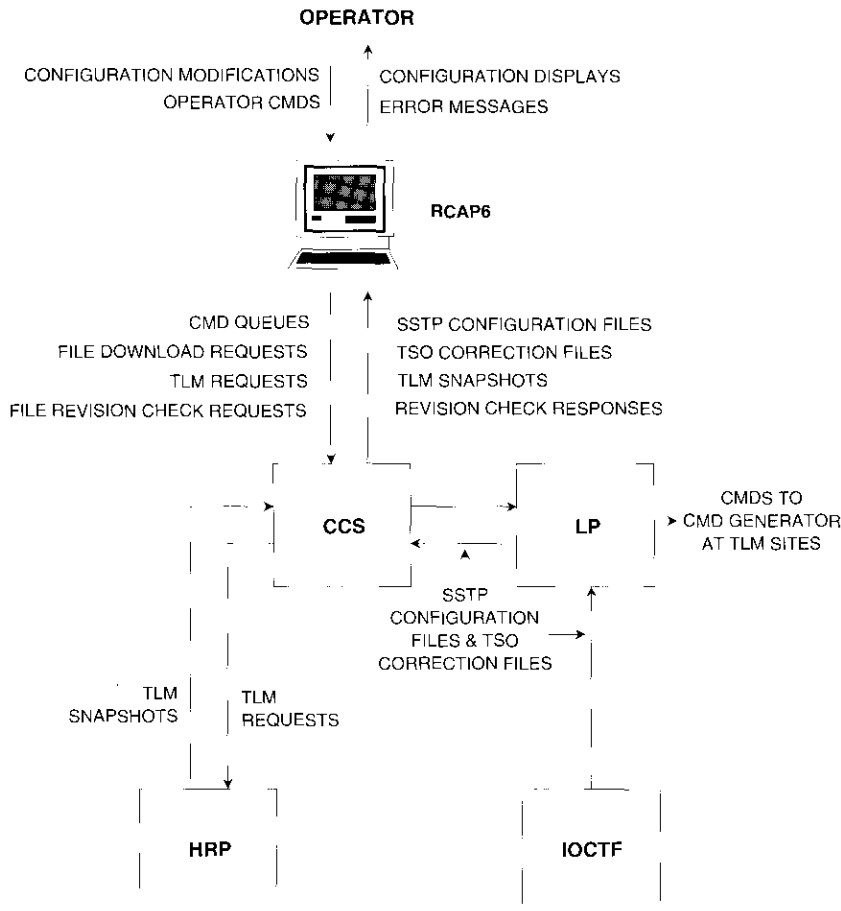 OPERATOR
CONFIGURATION MODIFICATIONS
OPERATOR CMDS
CONFIGURATION DISPLAYS
ERROR MESSAGES
RCAP6
CMD QUEUES
FILE DOWNLOAD REQUESTS
TLM REQUESTS
FILE REVISION CHECK REQUESTS
SSTP CONFIGURATION FILES
TSO CORRECTION FILES
TLM SNAPSHOTS
REVISION CHECK RESPONSES
CCS
LP
CMDS TO
CMD GENERATOR
AT TLM SITES
SSTP
CONFIGURATION
FILES & TSO
CORRECTION FILES
TLM
SNAPSHOTS
TLM
REQUESTS
HRP
IOCTF